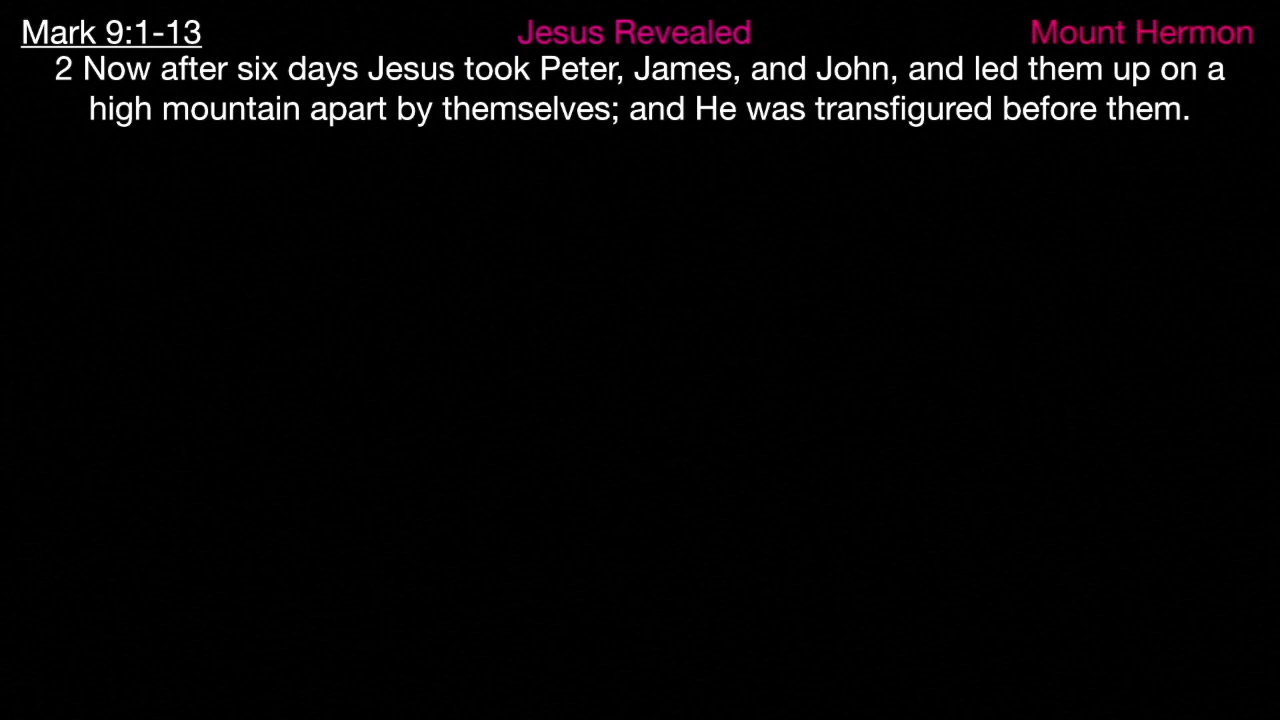 Mark 9:1-13 Jesus Revealed Mount Hermon
2 Now after six days Jesus took Peter, James, and John, and led them up on a
high mountain apart by themselves; and He was transfigured before them.